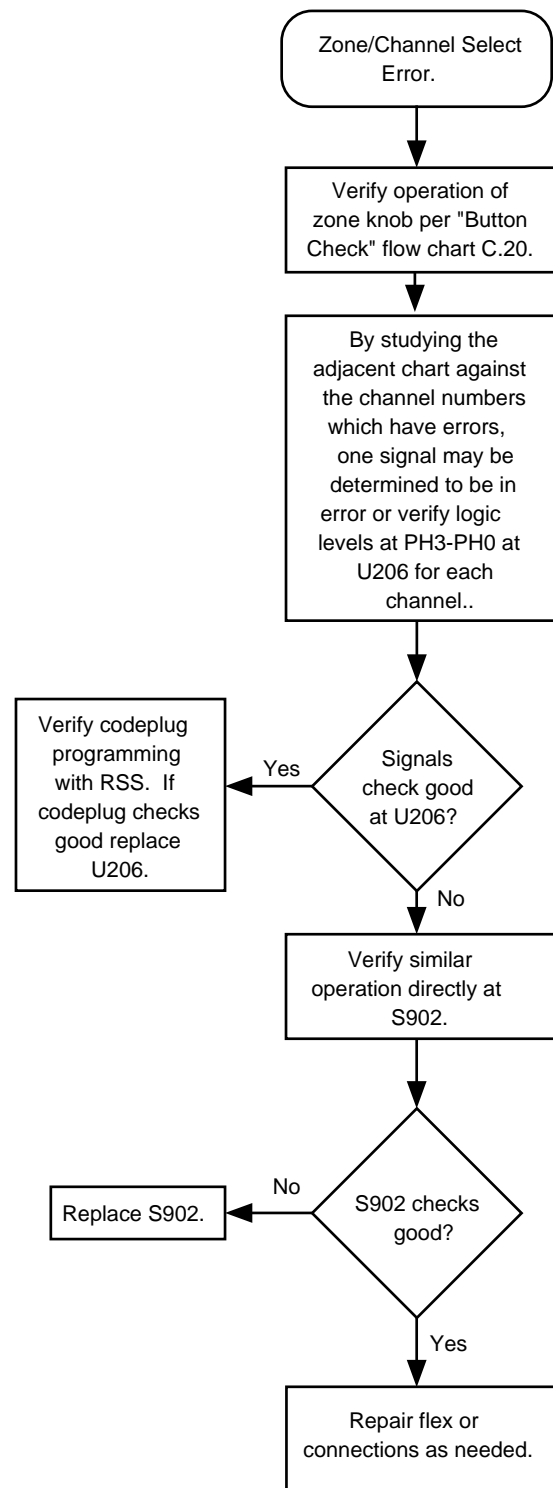 Zone/Channel Select
Error.
Verify operation of
zone knob per "Button
Check" flow chart C.20.
By studying the
adjacent chart against
the channel numbers
which have errors,
one signal may be
determined to be in
error or verify logic
levels at PH3-PH0 at
U206 for each
channel..
Signals
check good
at U206?
Yes
Verify codeplug
programming
with RSS.  If
codeplug checks
good replace
U206.
No
Verify similar
operation directly at
S902.
S902 checks
good?
No
Replace S902.
Yes
Repair flex or
connections as needed.